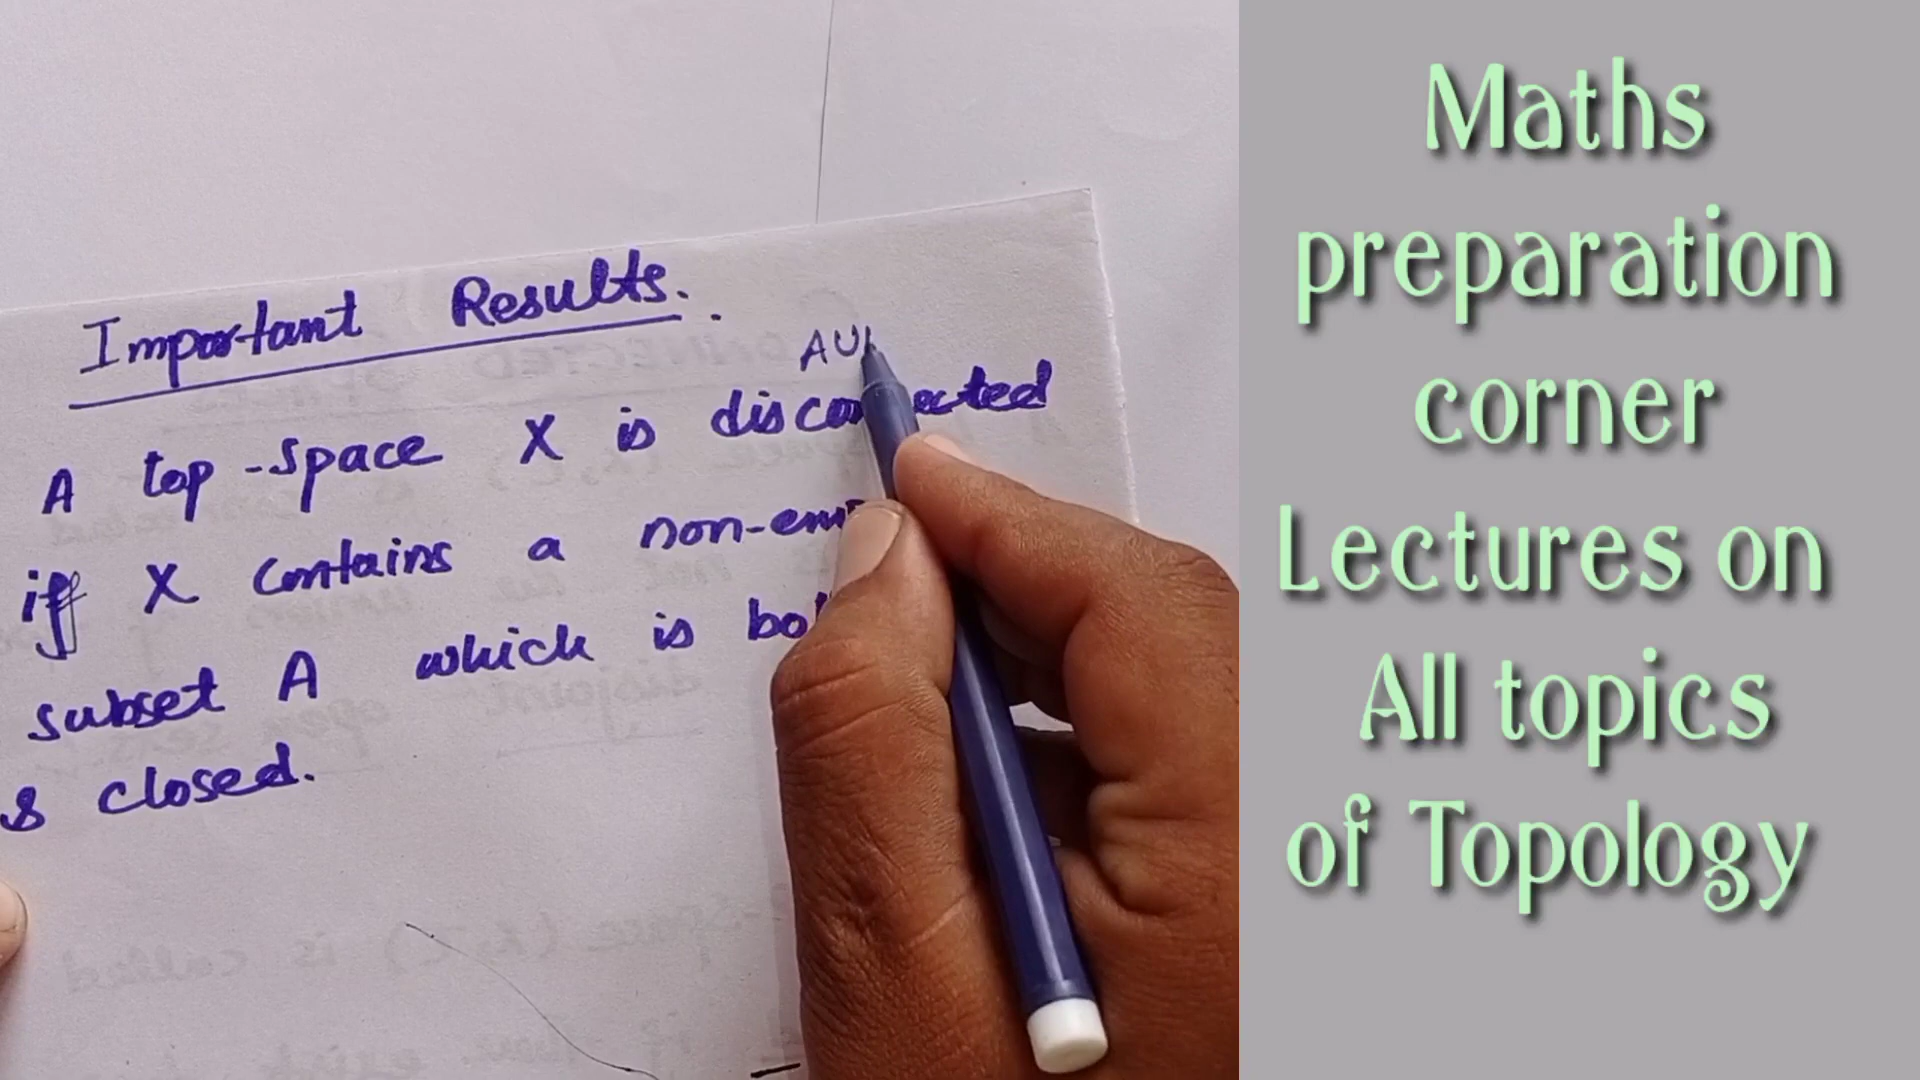 Important Results.
AU
A top-space X is disconnected
iff X contains a non-em
subset A which is bo
& closed.
Maths
preparation
corner
Lectures on
All topics
of Topology